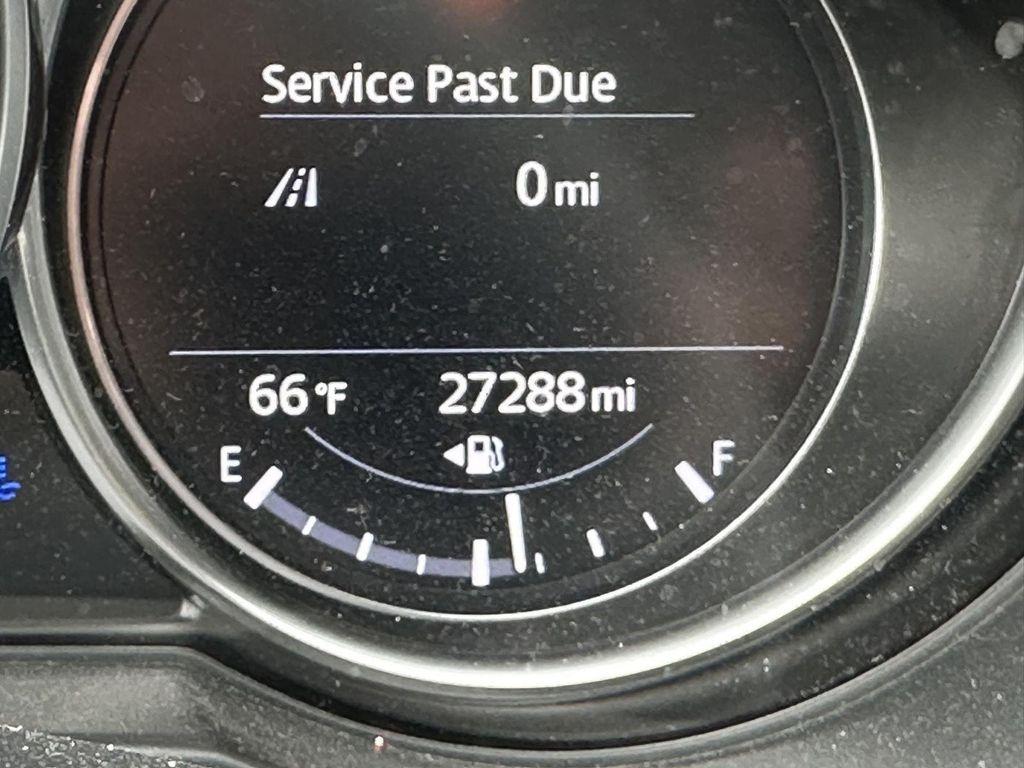 Service Past Due
0 mi
66 °F 27288 mi
E F